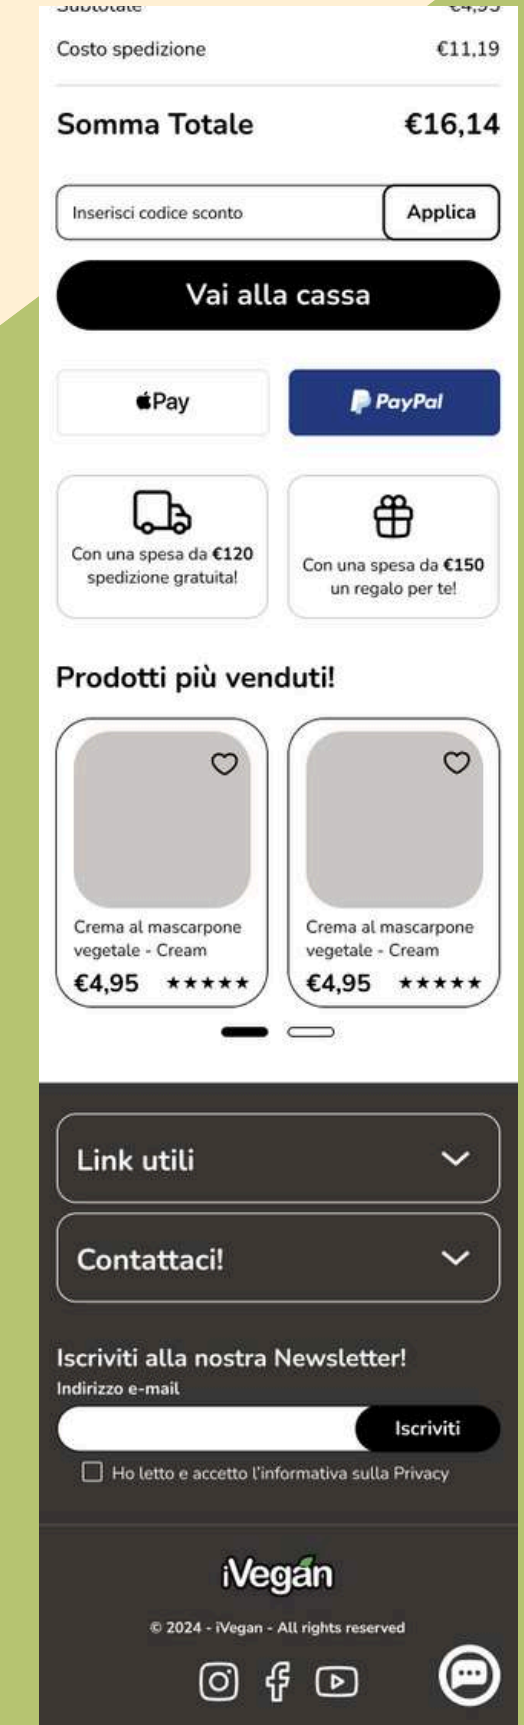 Subtotale €4,95
Costo spedizione €11,19
Somma Totale €16,14
Inserisci codice sconto Applica
Vai alla cassa
Pay PayPal
Con una spesa da €120
spedizione gratuita!
Con una spesa da €150
un regalo per te!
Prodotti più venduti!
Crema al mascarpone
vegetale - Cream
€4,95 ★★★★★
Crema al mascarpone
vegetale - Cream
€4,95 ★★★★★
Link utili
Contattaci!
Iscriviti alla nostra Newsletter!
Indirizzo e-mail
Iscriviti
Ho letto e accetto l'informativa sulla Privacy
iVegan
© 2024 - iVegan - All rights reserved